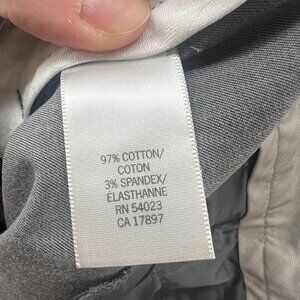 97% COTTON/
COTON
3% SPANDEX/
ÉLASTHANNE
RN 54023
CA 17897